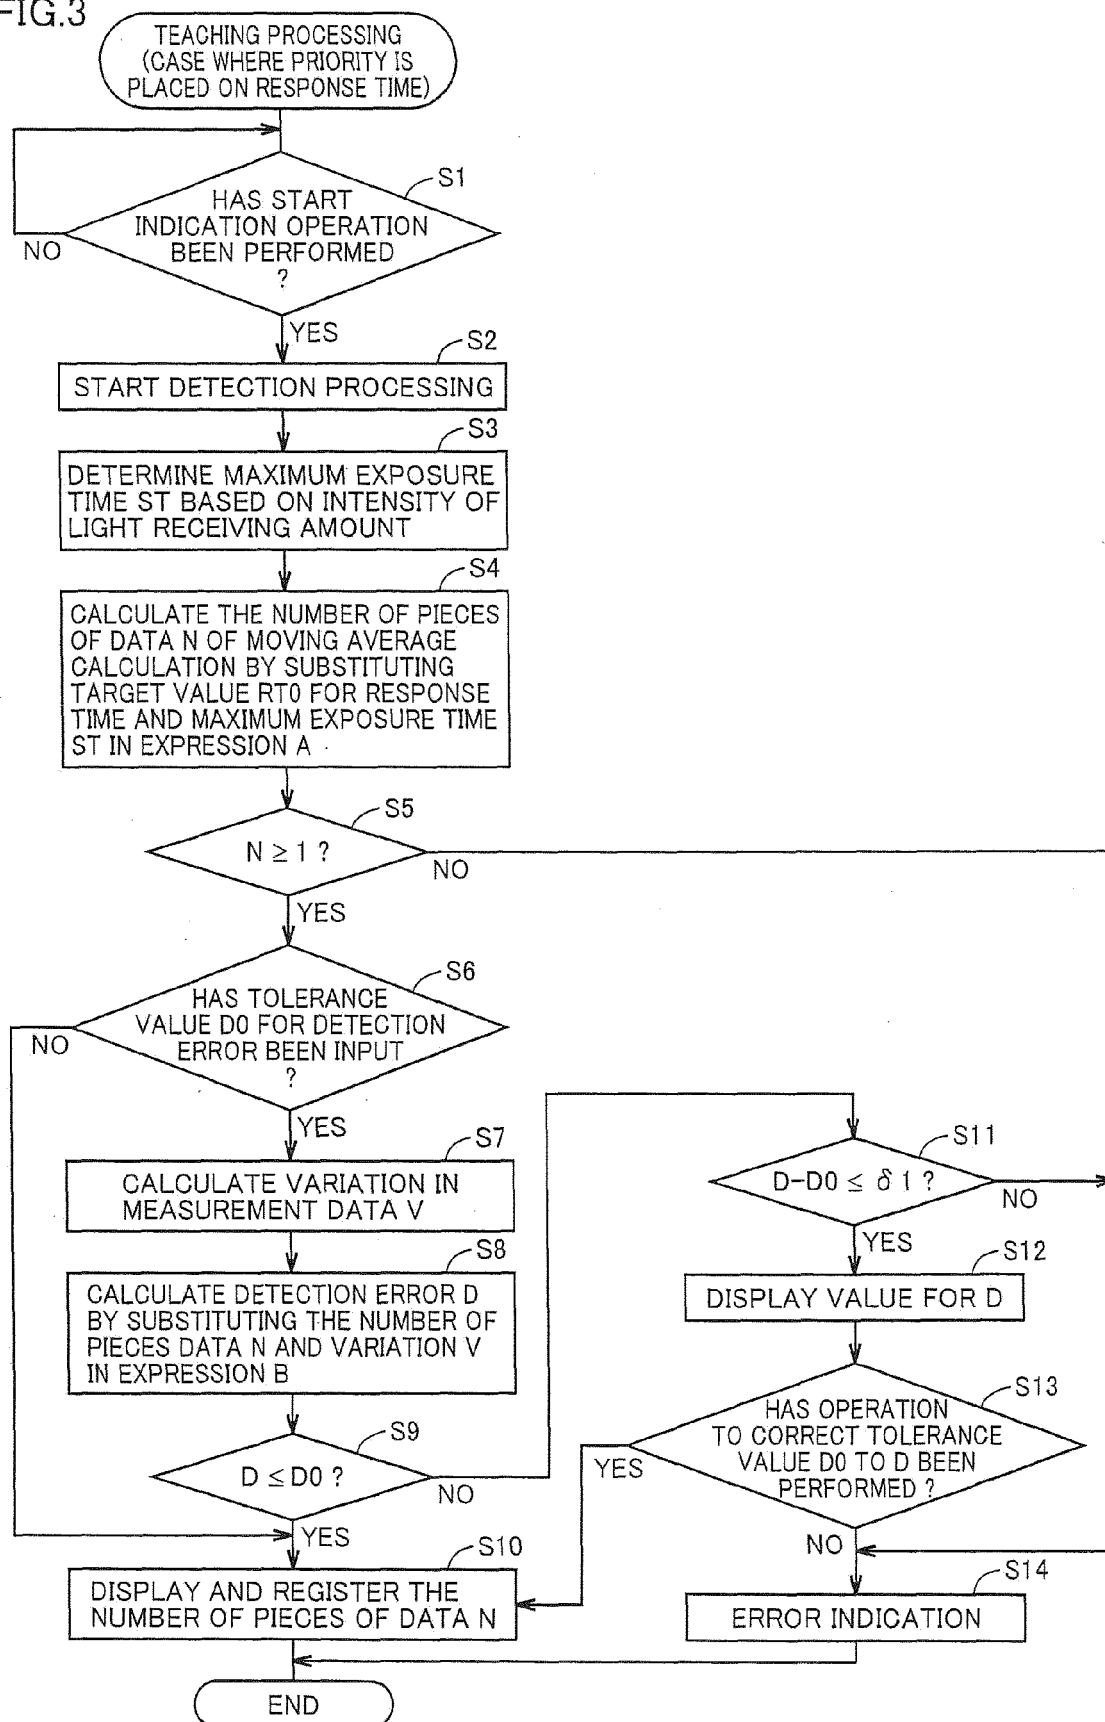 FIG.3
TEACHING PROCESSING
(CASE WHERE PRIORITY IS
PLACED ON RESPONSE TIME)
S1
HAS START
INDICATION OPERATION
BEEN PERFORMED
?
NO
YES
S2
START DETECTION PROCESSING
S3
DETERMINE MAXIMUM EXPOSURE
TIME ST BASED ON INTENSITY OF
LIGHT RECEIVING AMOUNT
S4
CALCULATE THE NUMBER OF PIECES
OF DATA N OF MOVING AVERAGE
CALCULATION BY SUBSTITUTING
TARGET VALUE RT0 FOR RESPONSE
TIME AND MAXIMUM EXPOSURE TIME
ST IN EXPRESSION A
S5
N ≥ 1 ?
NO
YES
S6
HAS TOLERANCE
VALUE D0 FOR DETECTION
ERROR BEEN INPUT
?
NO
YES
S7
CALCULATE VARIATION IN
MEASUREMENT DATA V
S8
CALCULATE DETECTION ERROR D
BY SUBSTITUTING THE NUMBER OF
PIECES DATA N AND VARIATION V
IN EXPRESSION B
S9
D ≤ D0 ?
NO
YES
S10
DISPLAY AND REGISTER THE
NUMBER OF PIECES OF DATA N
S11
D-D0 ≤ δ1 ?
NO
YES
S12
DISPLAY VALUE FOR D
S13
HAS OPERATION
TO CORRECT TOLERANCE
VALUE D0 TO D BEEN
PERFORMED ?
YES
NO
S14
ERROR INDICATION
END